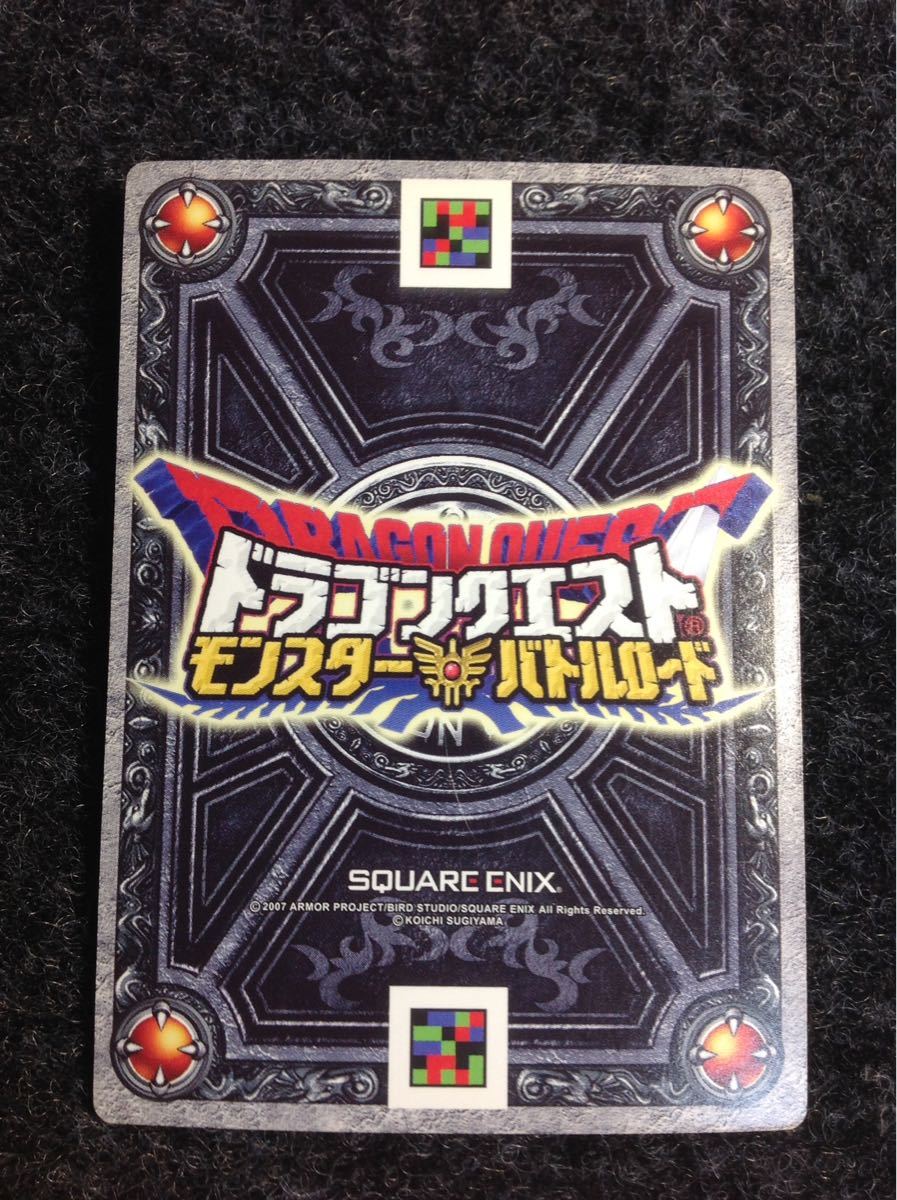 DRAGON QUEST
ドラゴンクエスト®
モンスターバトルロード
SQUARE ENIX®
© 2007 ARMOR PROJECT/BIRD STUDIO/SQUARE ENIX All Rights Reserved.
© KOICHI SUGIYAMA